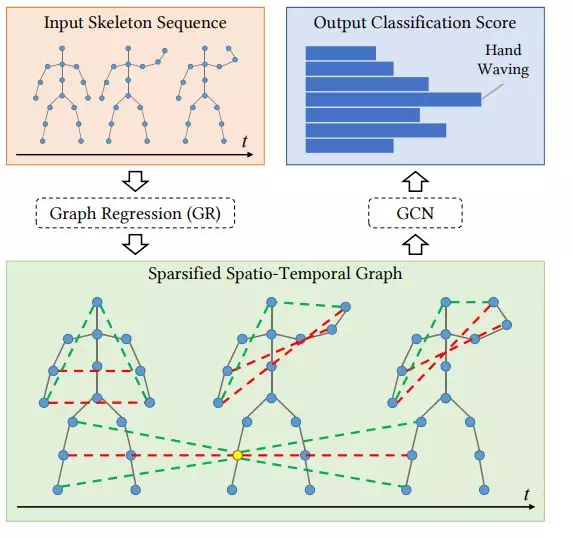 Input Skeleton Sequence
t
Output Classification Score
Hand
Waving
Graph Regression (GR)
GCN
Sparsified Spatio-Temporal Graph
t